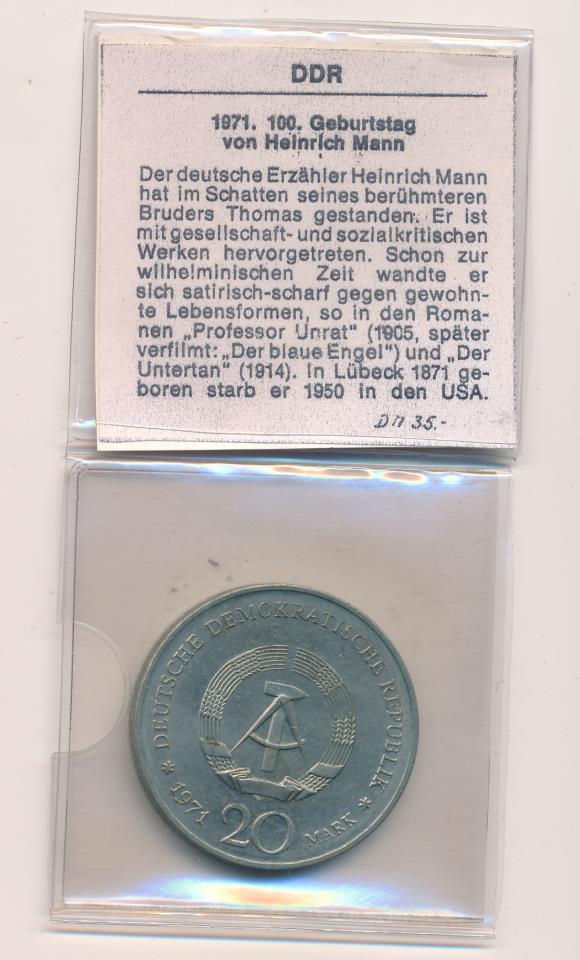 DDR
1971. 100. Geburtstag
von Heinrich Mann
Der deutsche Erzähler Heinrich Mann
hat im Schatten seines berühmteren
Bruders Thomas gestanden. Er ist
mit gesellschaft- und sozialkritischen
Werken hervorgetreten. Schon zur
wilhelminischen Zeit wandte er
sich satirisch-scharf gegen gewohn-
te Lebensformen, so in den Roma-
nen „Professor Unrat“ (1905, später
verfilmt: „Der blaue Engel“) und „Der
Untertan“ (1914). In Lübeck 1871 ge-
boren starb er 1950 in den USA.
DM 35.-
* DEUTSCHE DEMOKRATISCHE REPUBLIK *
1971 20 MARK